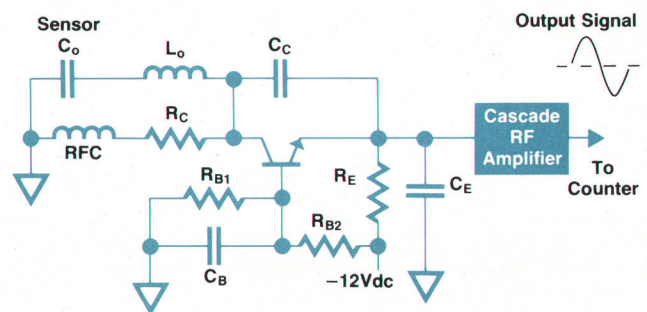 Output Signal
Sensor
Co
Lo
CC
RFC
RC
Cascade
RF
Amplifier
To
Counter
RB1
RE
CE
RB2
CB
−12Vdc